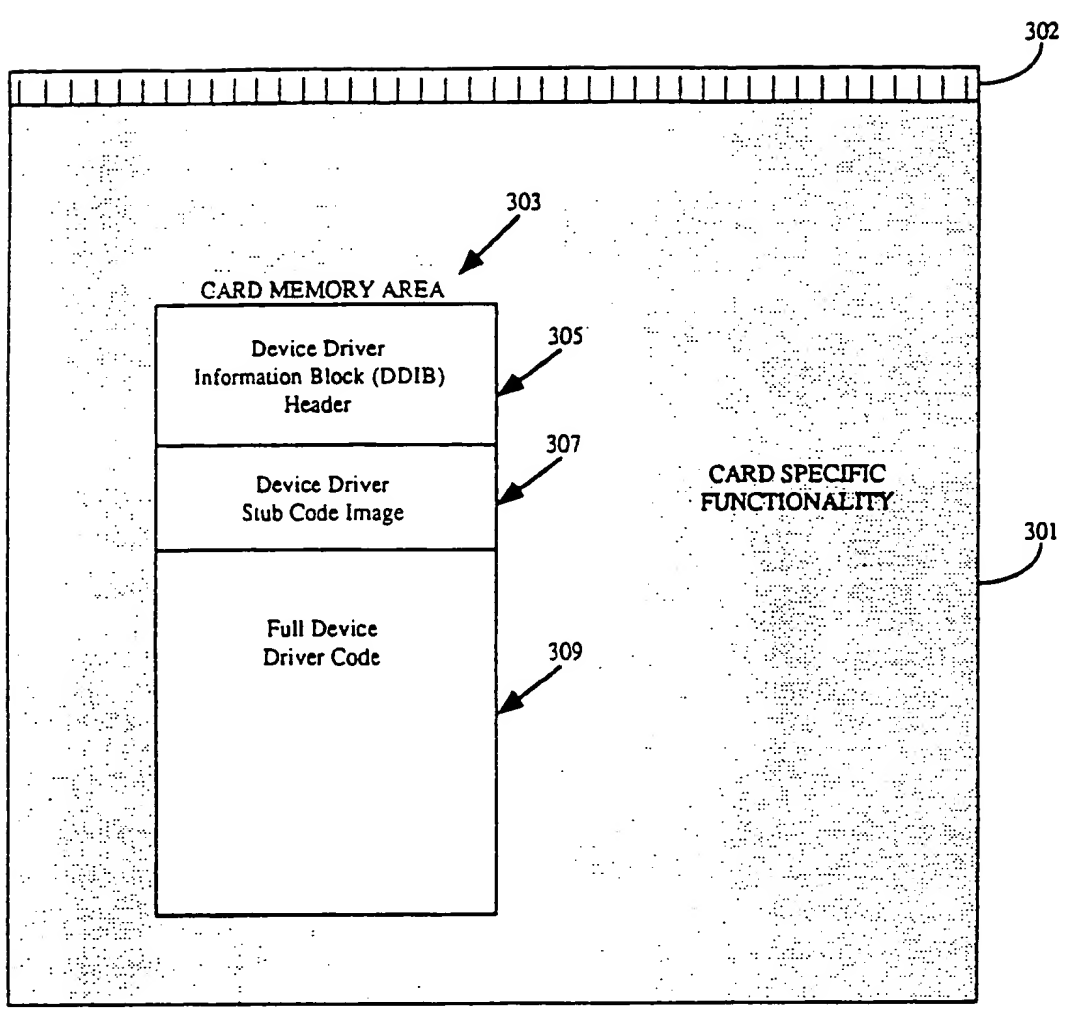 302
303
CARD MEMORY AREA
Device Driver
Information Block (DDIB)
Header
305
307
Device Driver
Stub Code Image
CARD SPECIFIC
FUNCTIONALITY
301
Full Device
Driver Code
309